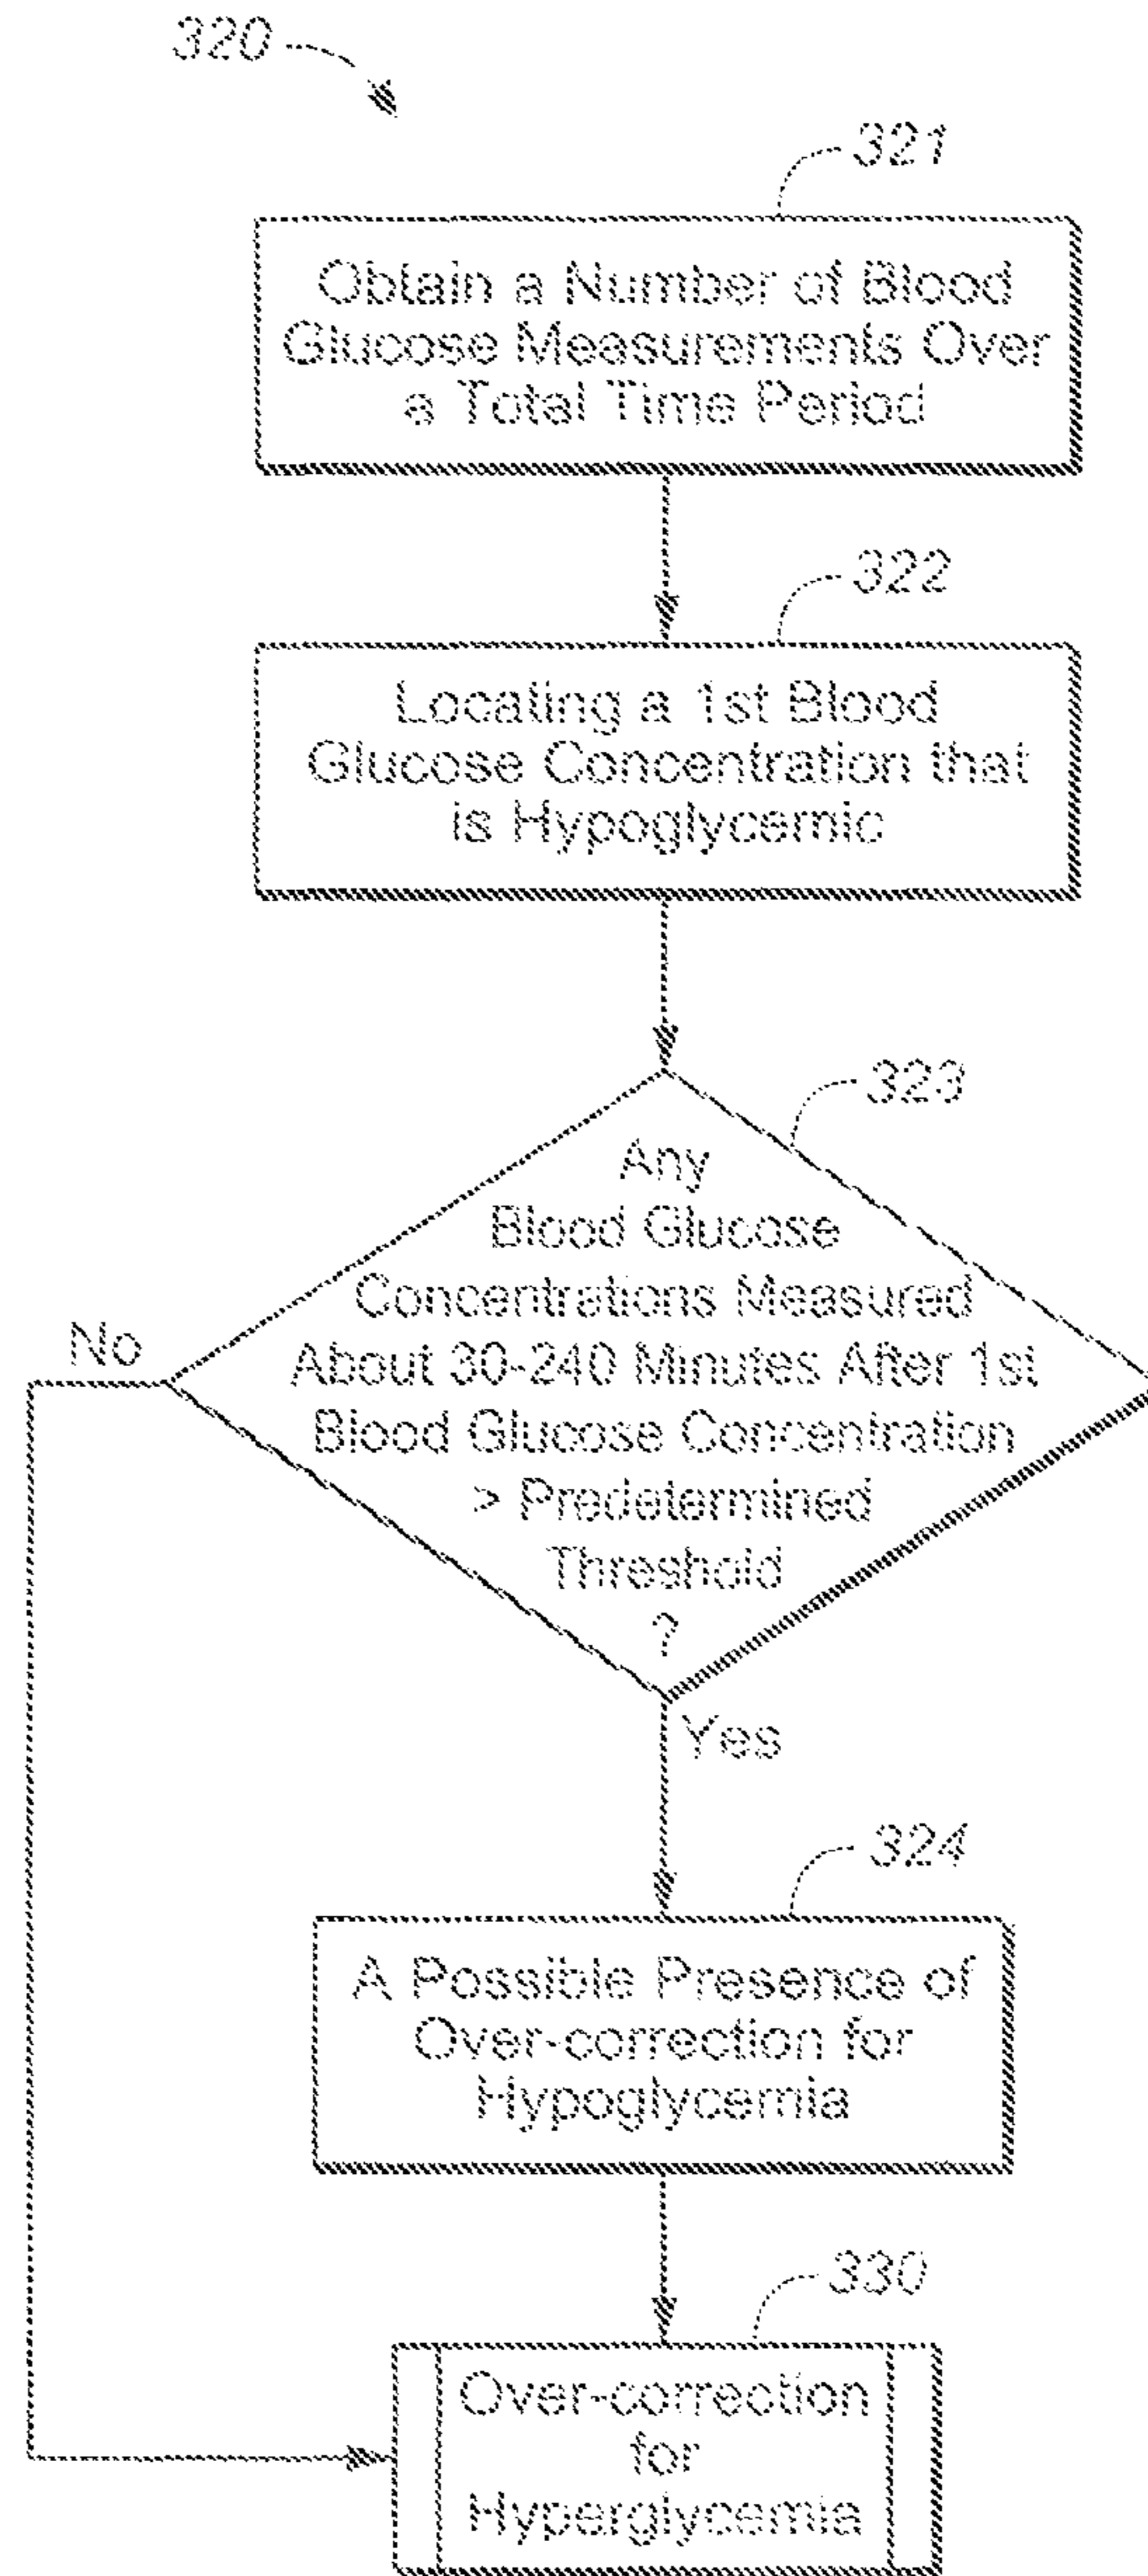 320
321
Obtain a Number of Blood
Glucose Measurements Over
a Total Time Period
322
Locating a 1st Blood
Glucose Concentration that
is Hypoglycemic
323
Any
Blood Glucose
Concentrations Measured
About 30-240 Minutes After 1st
Blood Glucose Concentration
> Predetermined
Threshold
?
No
Yes
324
A Possible Presence of
Over-correction for
Hypoglycemia
330
Over-correction
for
Hyperglycemia